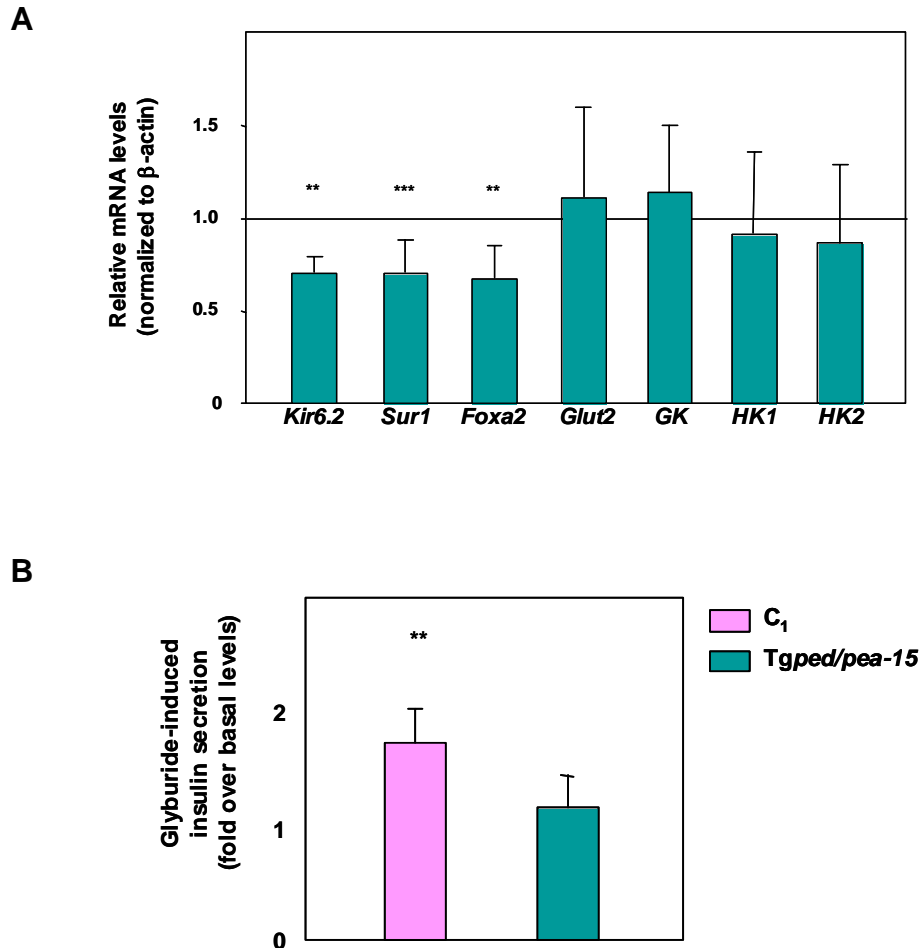 A
Relative mRNA levels
(normalized to β-actin)
1.5
1.0
0.5
0
** *** **
Kir6.2 Sur1 Foxa2 Glut2 GK HK1 HK2
B
Glyburide-induced
insulin secretion
(fold over basal levels)
2
1
0
**
C1
Tgped/pea-15